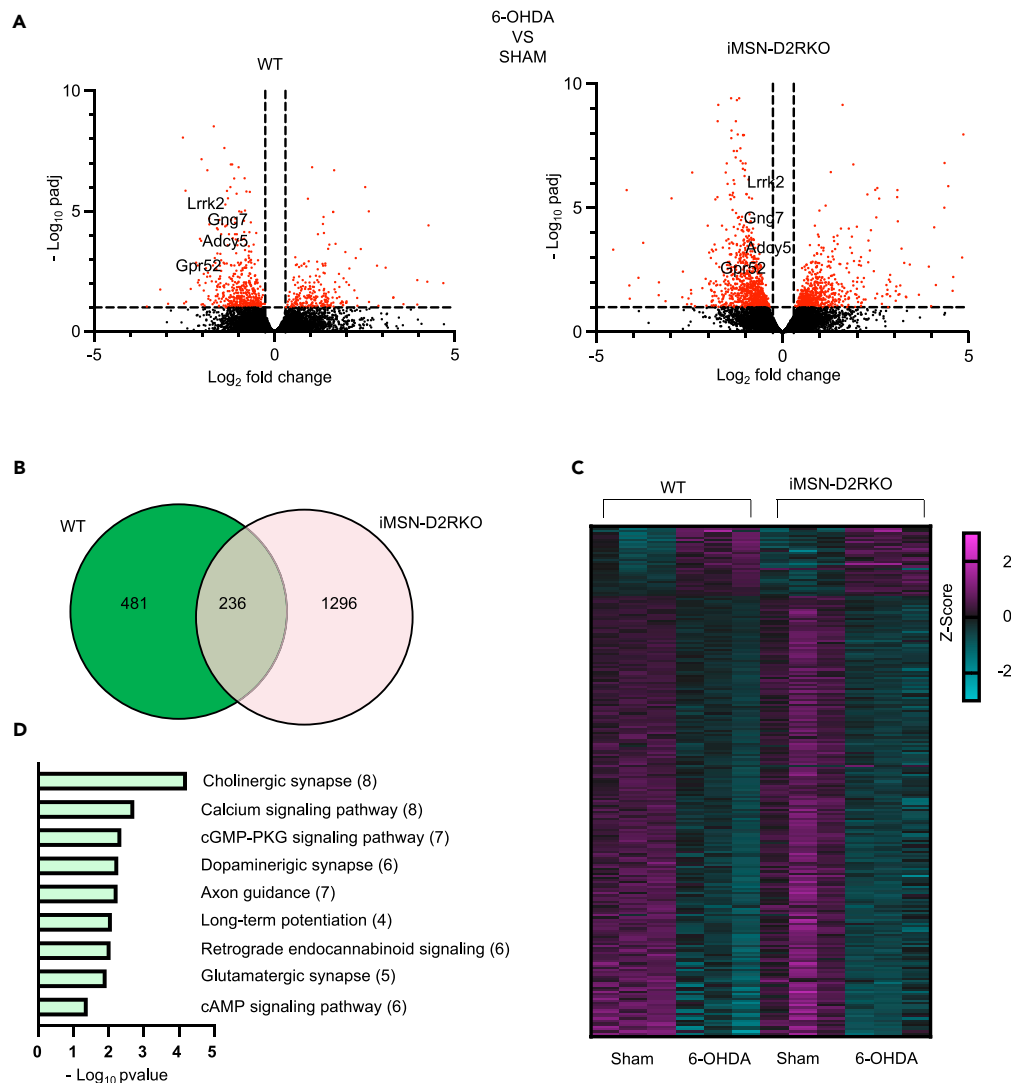 A
6-OHDA
VS
SHAM
WT
10
5
0
-5
0
5
- Log10 padj
Log2 fold change
Lrrk2
Gng7
Adcy5
Gpr52
iMSN-D2RKO
10
5
0
-5
0
5
- Log10 padj
Log2 fold change
Lrrk2
Gng7
Adcy5
Gpr52
B
WT
iMSN-D2RKO
481
236
1296
C
WT
iMSN-D2RKO
2
0
-2
Z-Score
Sham
6-OHDA
Sham
6-OHDA
D
Cholinergic synapse (8)
Calcium signaling pathway (8)
cGMP-PKG signaling pathway (7)
Dopaminerigic synapse (6)
Axon guidance (7)
Long-term potentiation (4)
Retrograde endocannabinoid signaling (6)
Glutamatergic synapse (5)
cAMP signaling pathway (6)
0 1 2 3 4 5
- Log10 pvalue